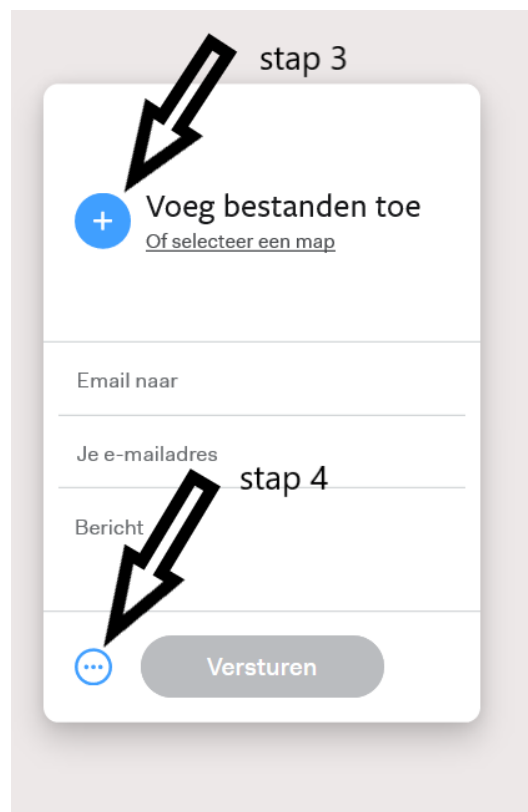 stap 3
Voeg bestanden toe
Of selecteer een map
Email naar
Je e-mailadres
stap 4
Bericht
Versturen